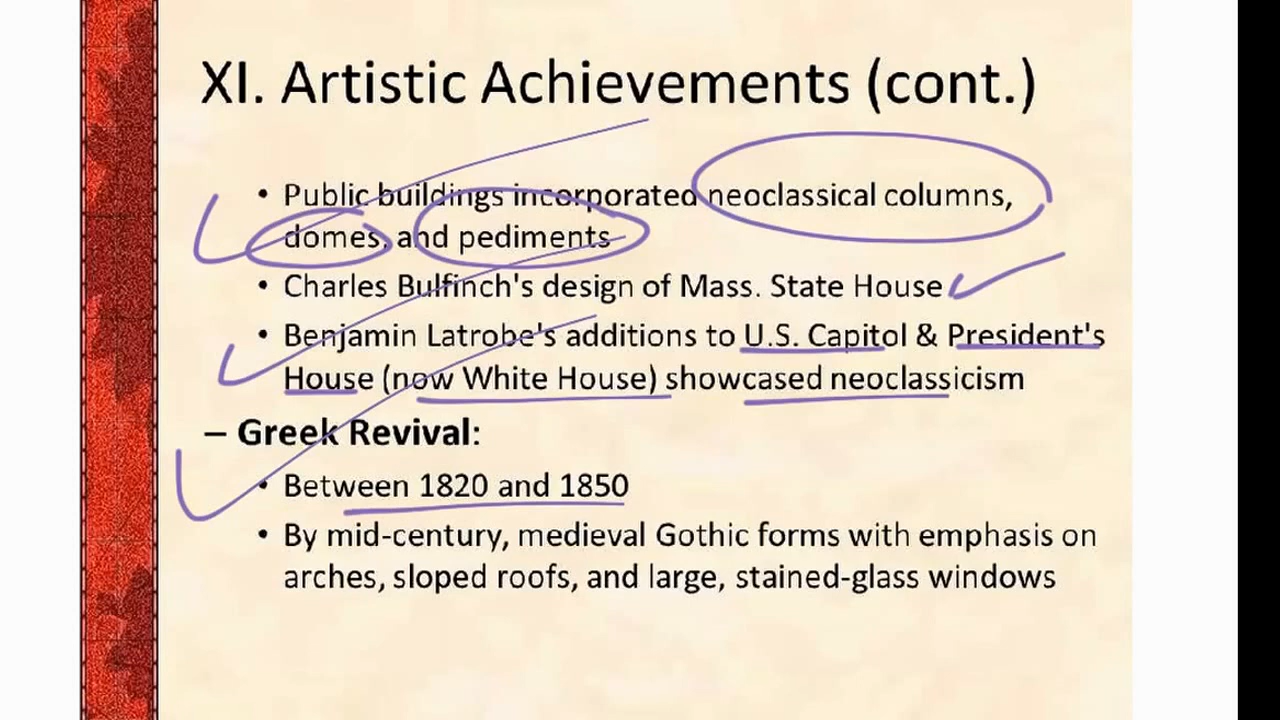 XI. Artistic Achievements (cont.)
• Public buildings incorporated neoclassical columns,
domes, and pediments
• Charles Bulfinch's design of Mass. State House
• Benjamin Latrobe's additions to U.S. Capitol & President's
House (now White House) showcased neoclassicism
– Greek Revival:
• Between 1820 and 1850
• By mid-century, medieval Gothic forms with emphasis on
arches, sloped roofs, and large, stained-glass windows